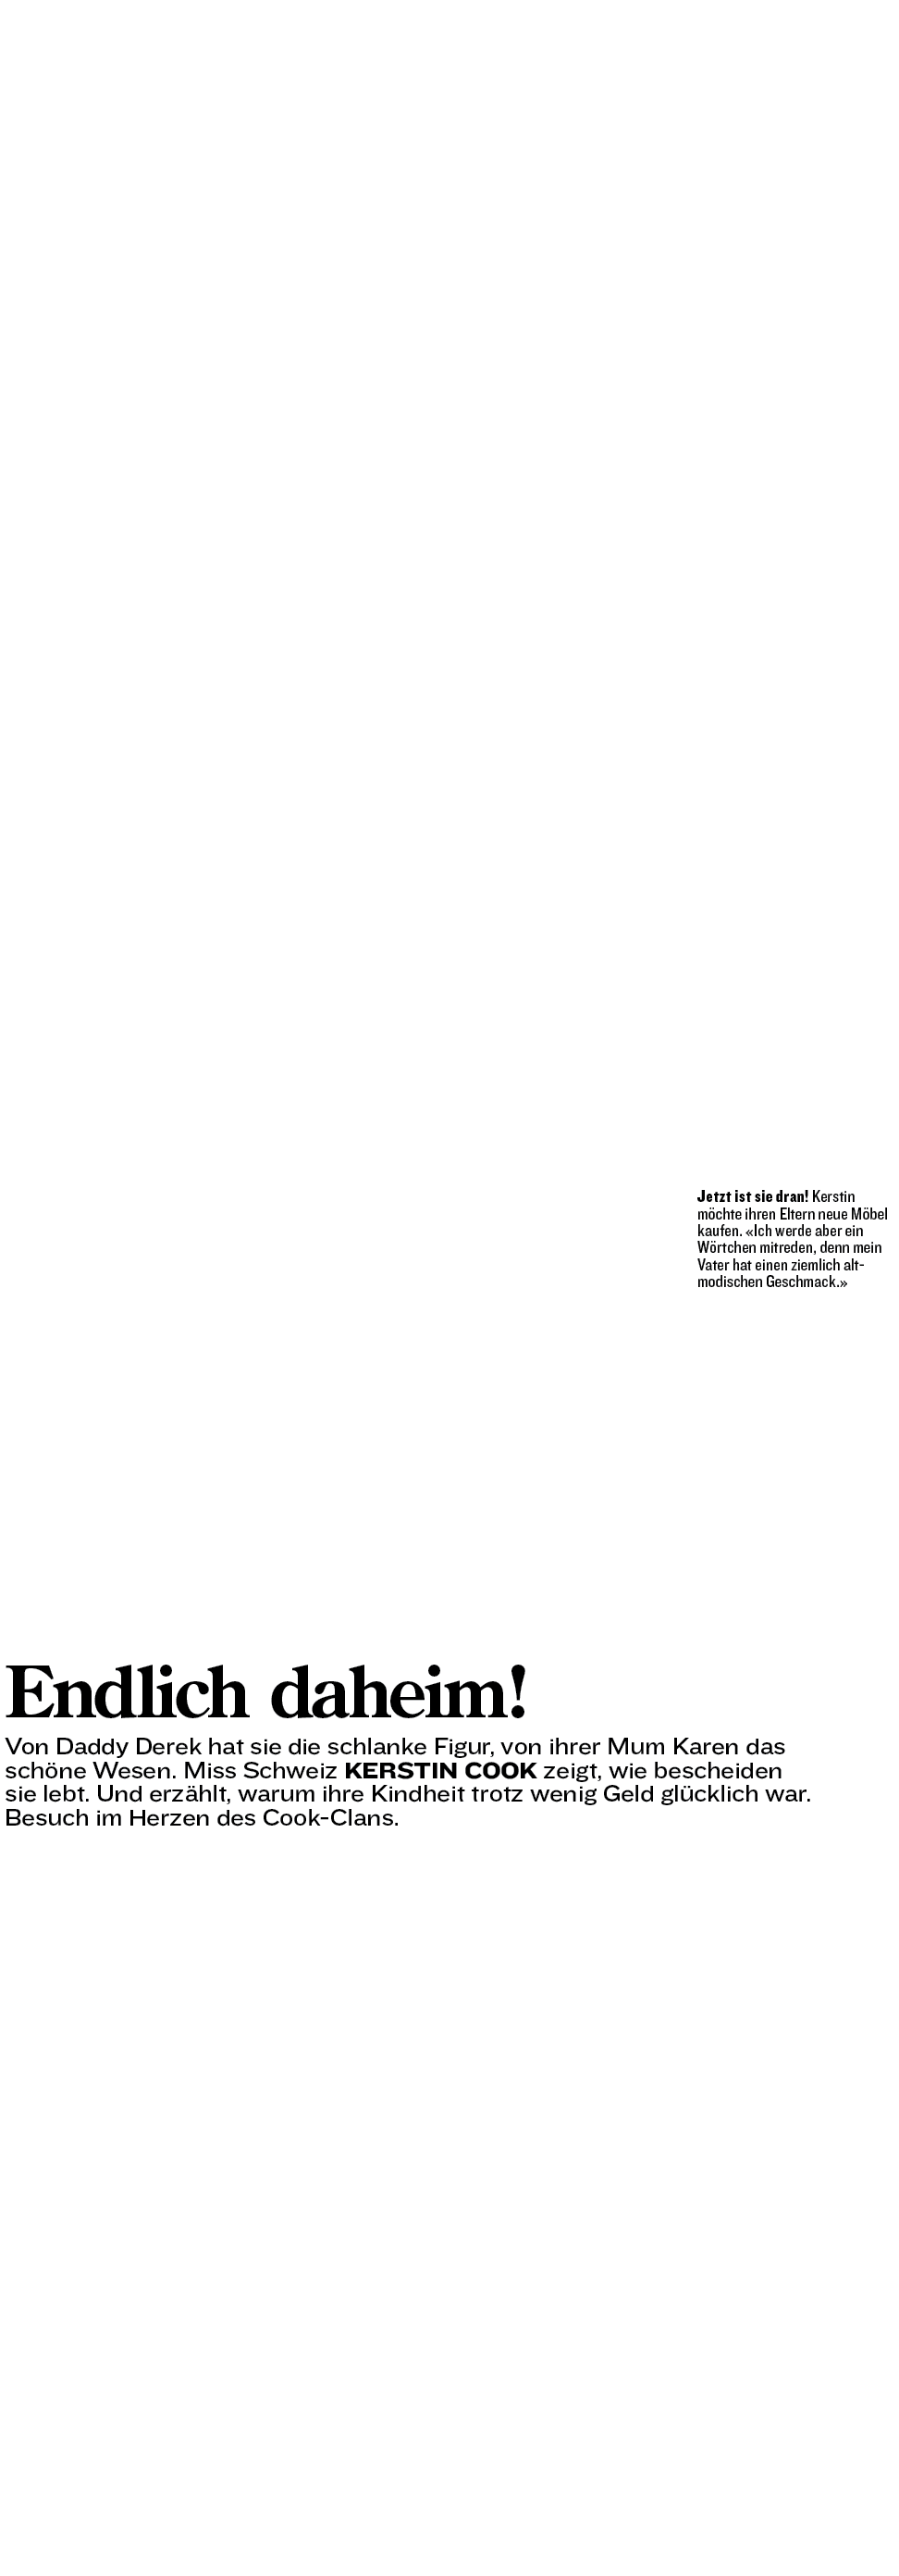 Jetzt ist sie dran! Kerstin
möchte ihren Eltern neue Möbel
kaufen. «Ich werde aber ein
Wörtchen mitreden, denn mein
Vater hat einen ziemlich alt-
modischen Geschmack.»
Endlich daheim!
Von Daddy Derek hat sie die schlanke Figur, von ihrer Mum Karen das
schöne Wesen. Miss Schweiz KERSTIN COOK zeigt, wie bescheiden
sie lebt. Und erzählt, warum ihre Kindheit trotz wenig Geld glücklich war.
Besuch im Herzen des Cook-Clans.